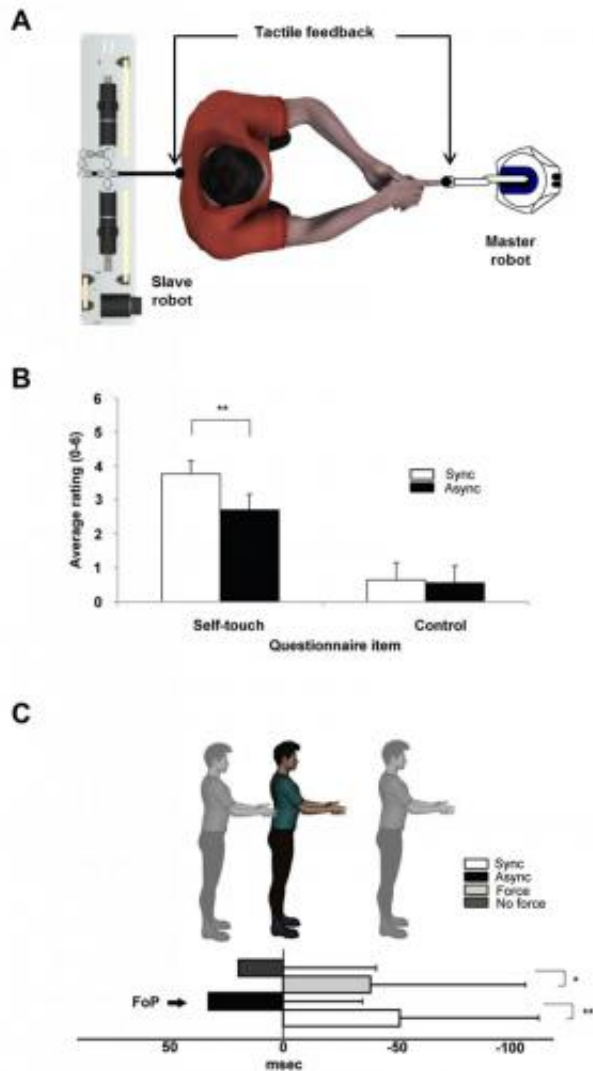 A
Tactile feedback
Slave
robot
Master
robot
B
Average rating (0-6)
6
5
4
3
2
1
0
**
Sync
Async
Self-touch
Control
Questionnaire item
C
Sync
Async
Force
No force
*
FoP
**
50
0
-50
-100
msec